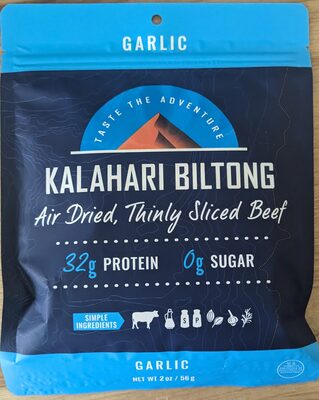 GARLIC
TASTE THE ADVENTURE
KALAHARI BILTONG
Air Dried, Thinly Sliced Beef
32g PROTEIN 0g SUGAR
SIMPLE
INGREDIENTS
S P
GARLIC
NET WT 2 oz / 56 g